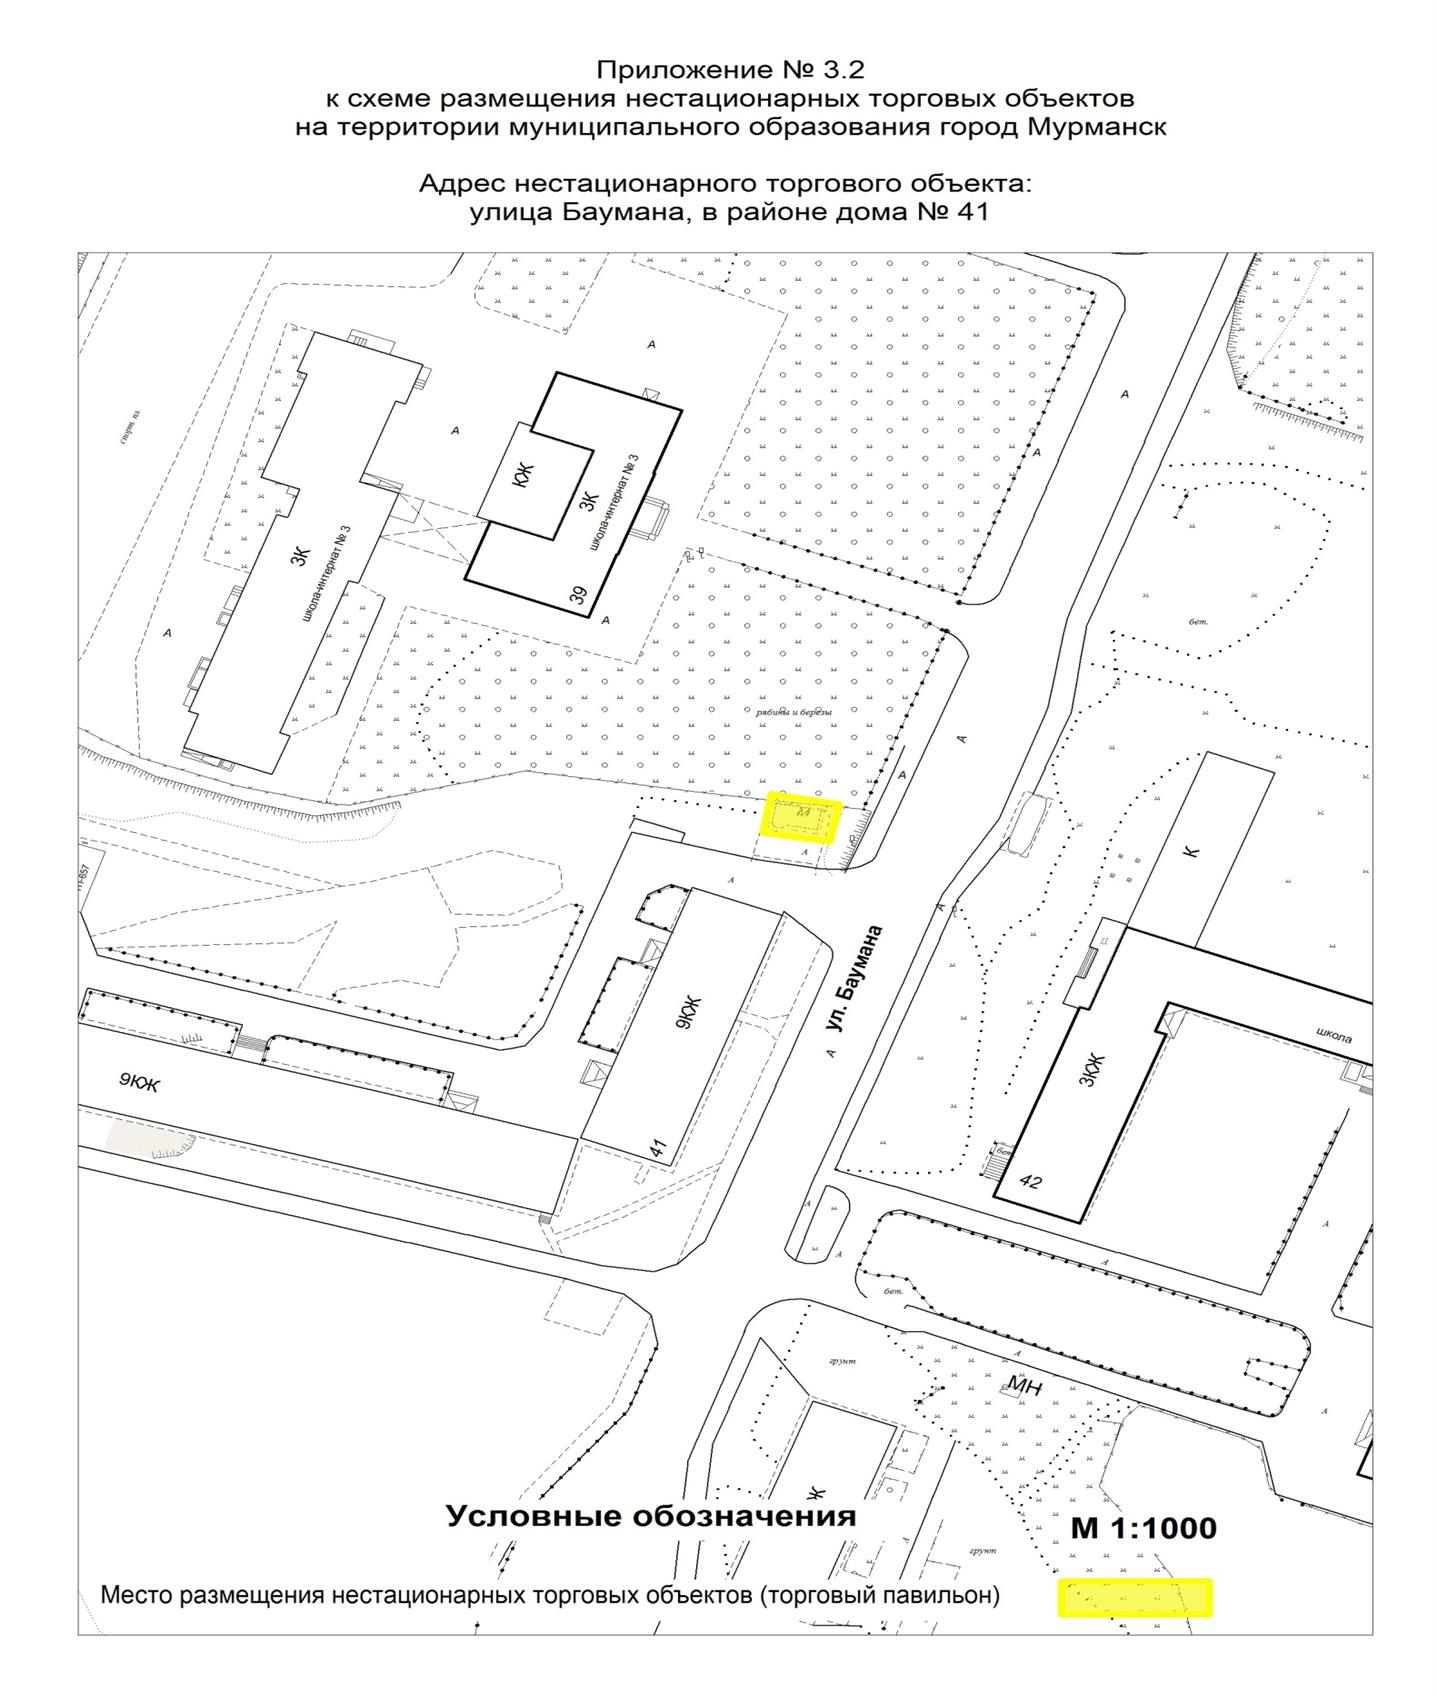 Приложение № 3.2
к схеме размещения нестационарных торговых объектов
на территории муниципального образования город Мурманск
Адрес нестационарного торгового объекта:
улица Баумана, в районе дома № 41
А
А
А
спорт. пл.
А
КЖ
3К
школа-интернат № 3
3К
школа-интернат № 3
39
А
А
бет.
рябины и березы
А
А
М
А
А
К
А
ул. Баумана
9КЖ
А
школа
3КЖ
9КЖ
41
бет.
42
А
А
А
А
бет.
А
грунт
МН
А
Ж
Условные обозначения
М 1:1000
А
грунт
Место размещения нестационарных торговых объектов (торговый павильон)